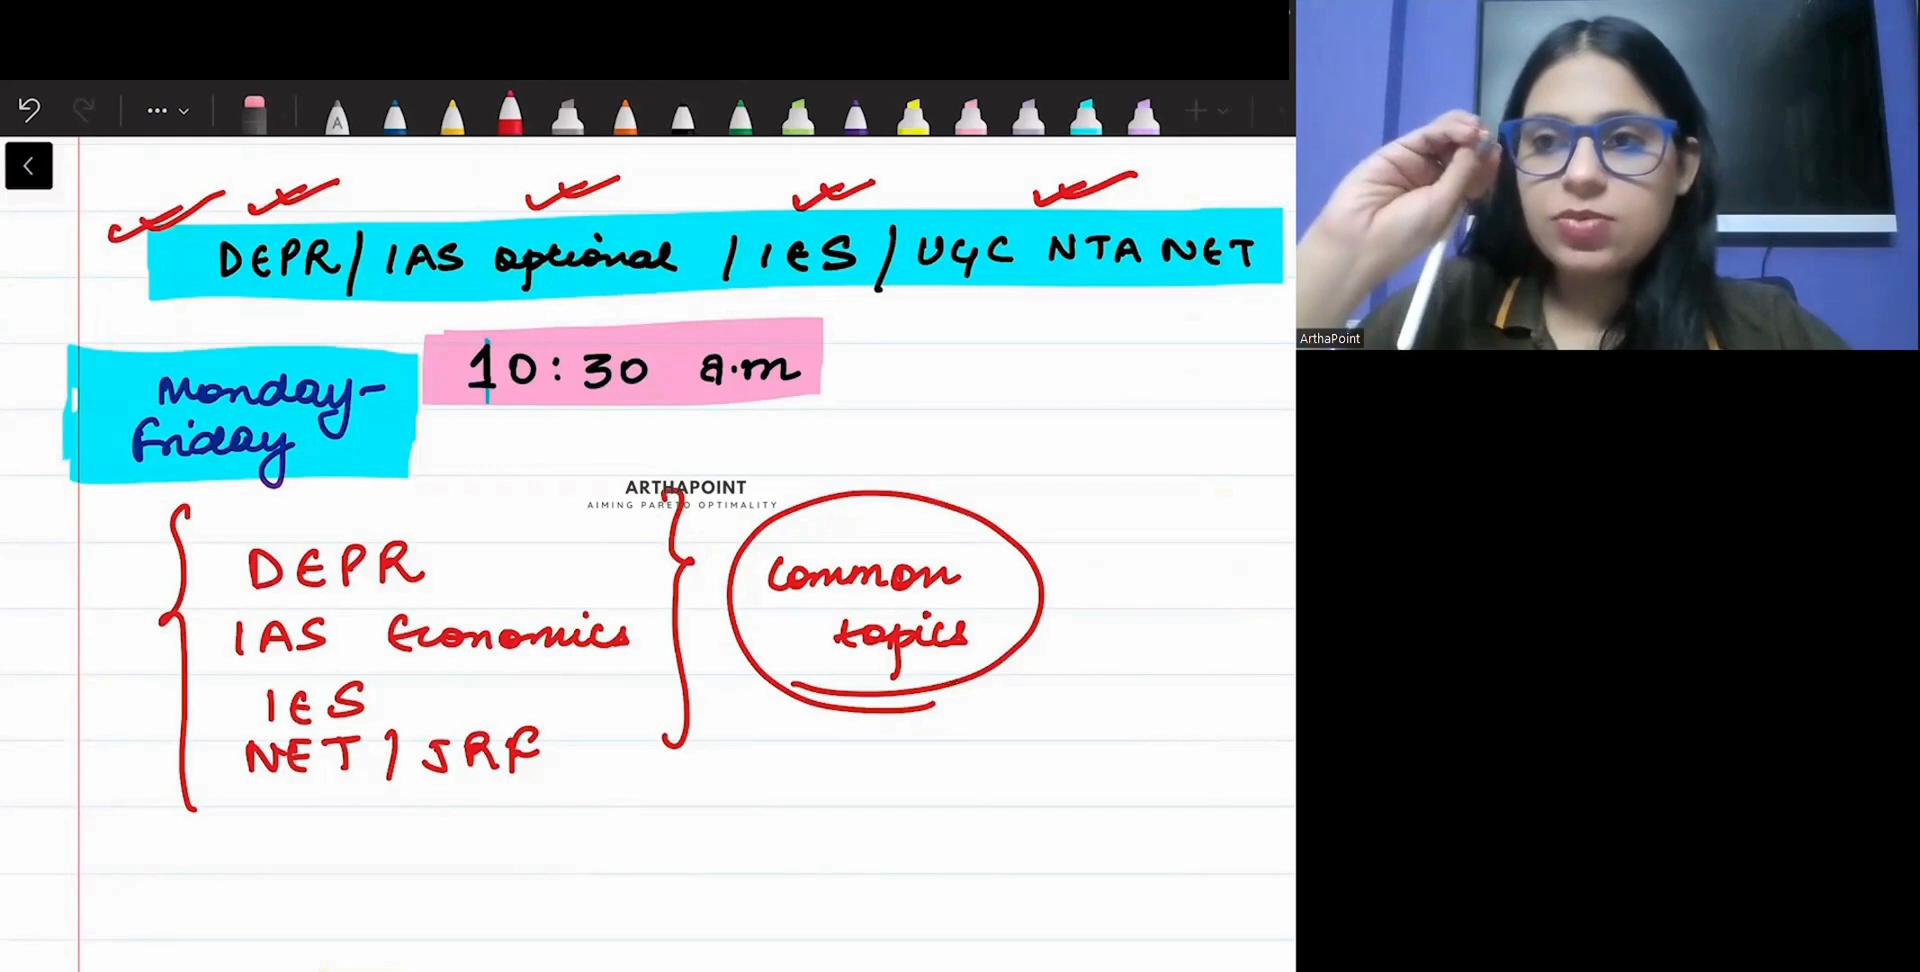 DEPR / IAS optional / IES / UGC NTA NET
10:30 a.m
Monday-
Friday
ARTHAPOINT
AIMING PARETO OPTIMALITY
DEPR
IAS Economics
IES
NET / JRF
Common
topics
ArthaPoint
A